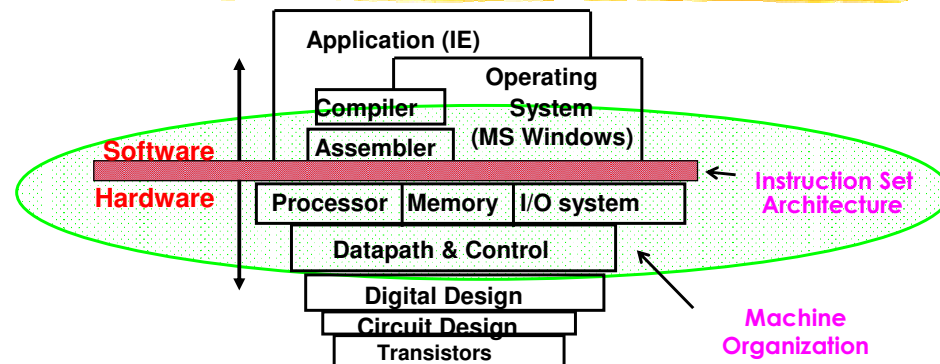 Application (IE)
Operating
System
(MS Windows)
Compiler
Assembler
Software
Hardware
Instruction Set
Architecture
Processor
Memory
I/O system
Datapath & Control
Digital Design
Circuit Design
Transistors
Machine
Organization